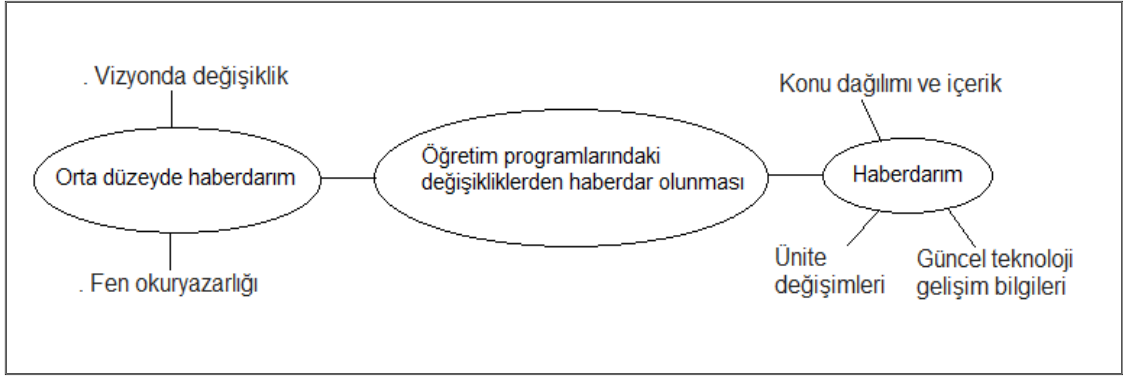 . Vizyonda değişiklik
Orta düzeyde haberdarım
. Fen okuryazarlığı
Öğretim programlarındaki
değişikliklerden haberdar olunması
Konu dağılımı ve içerik
Haberdarım
Ünite
değişimleri
Güncel teknoloji
gelişim bilgileri